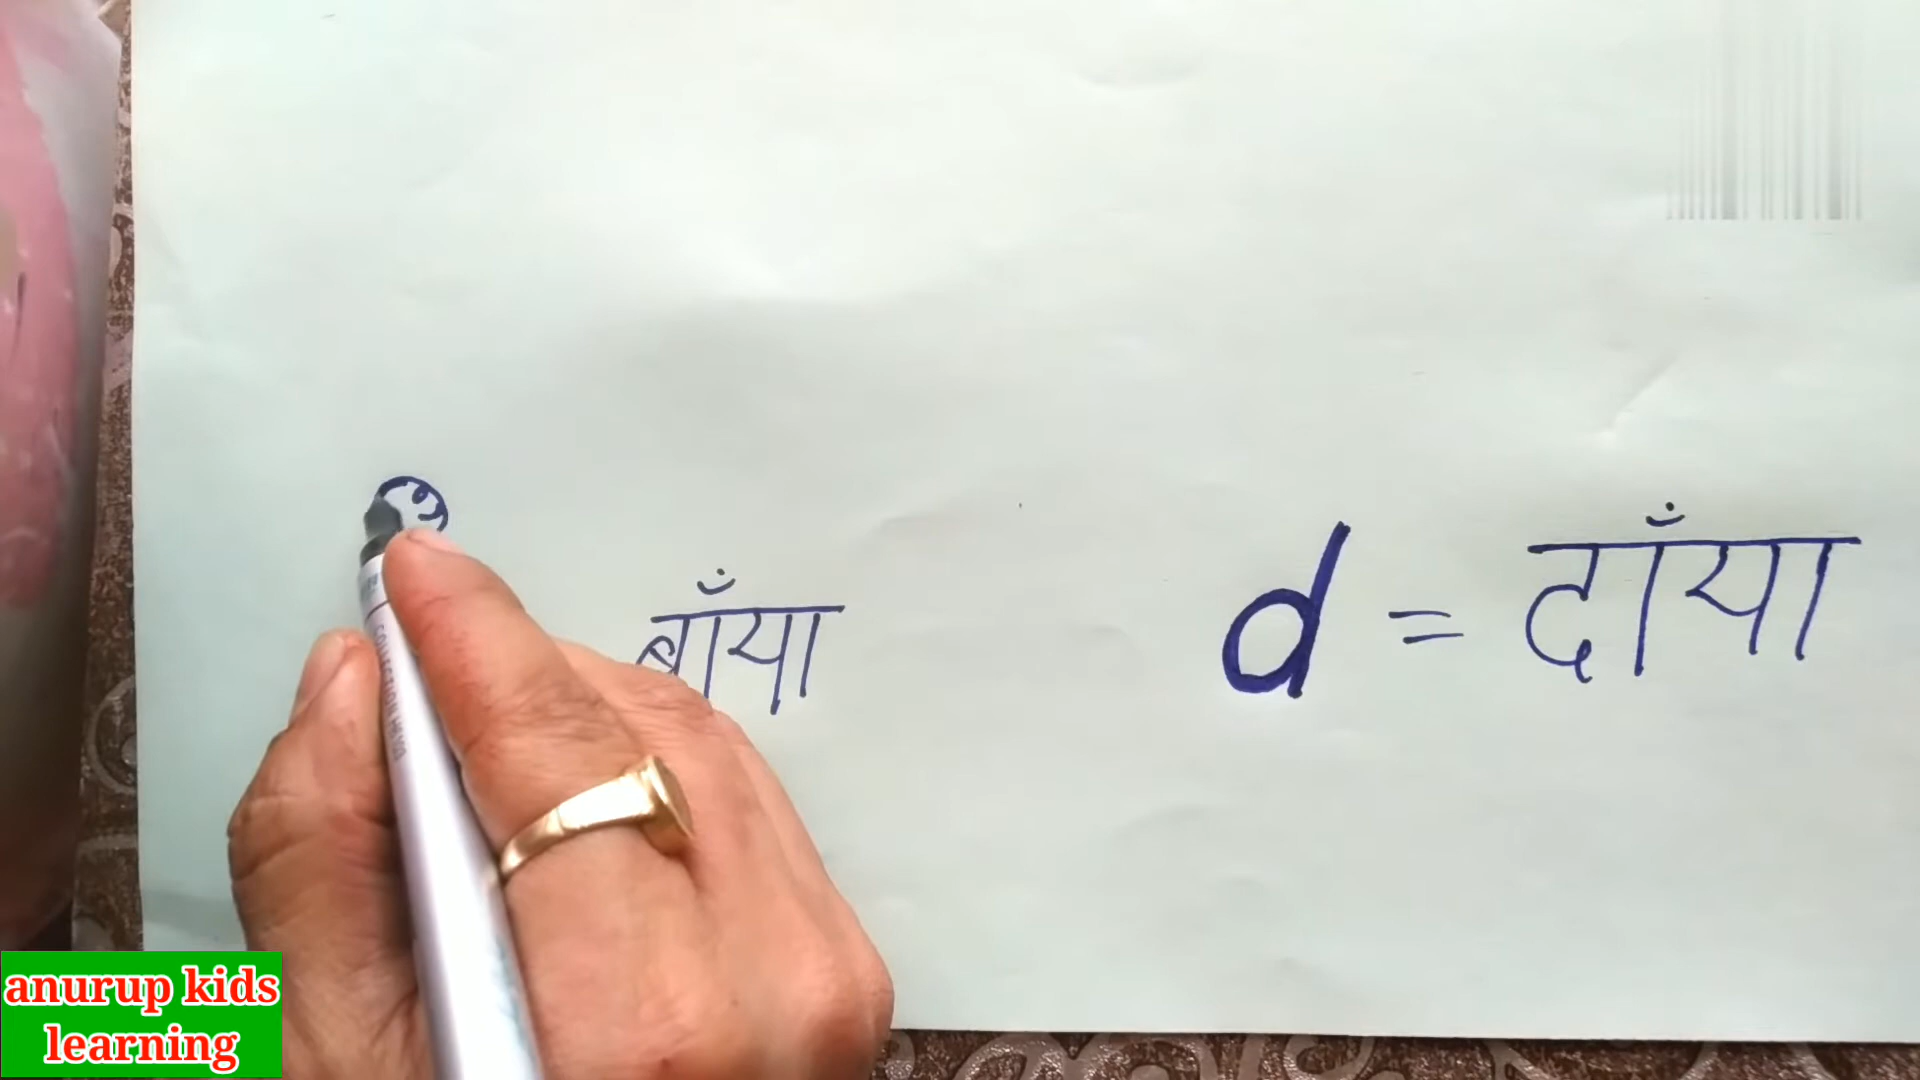 बाँया
d = दाँया
anurup kids
learning